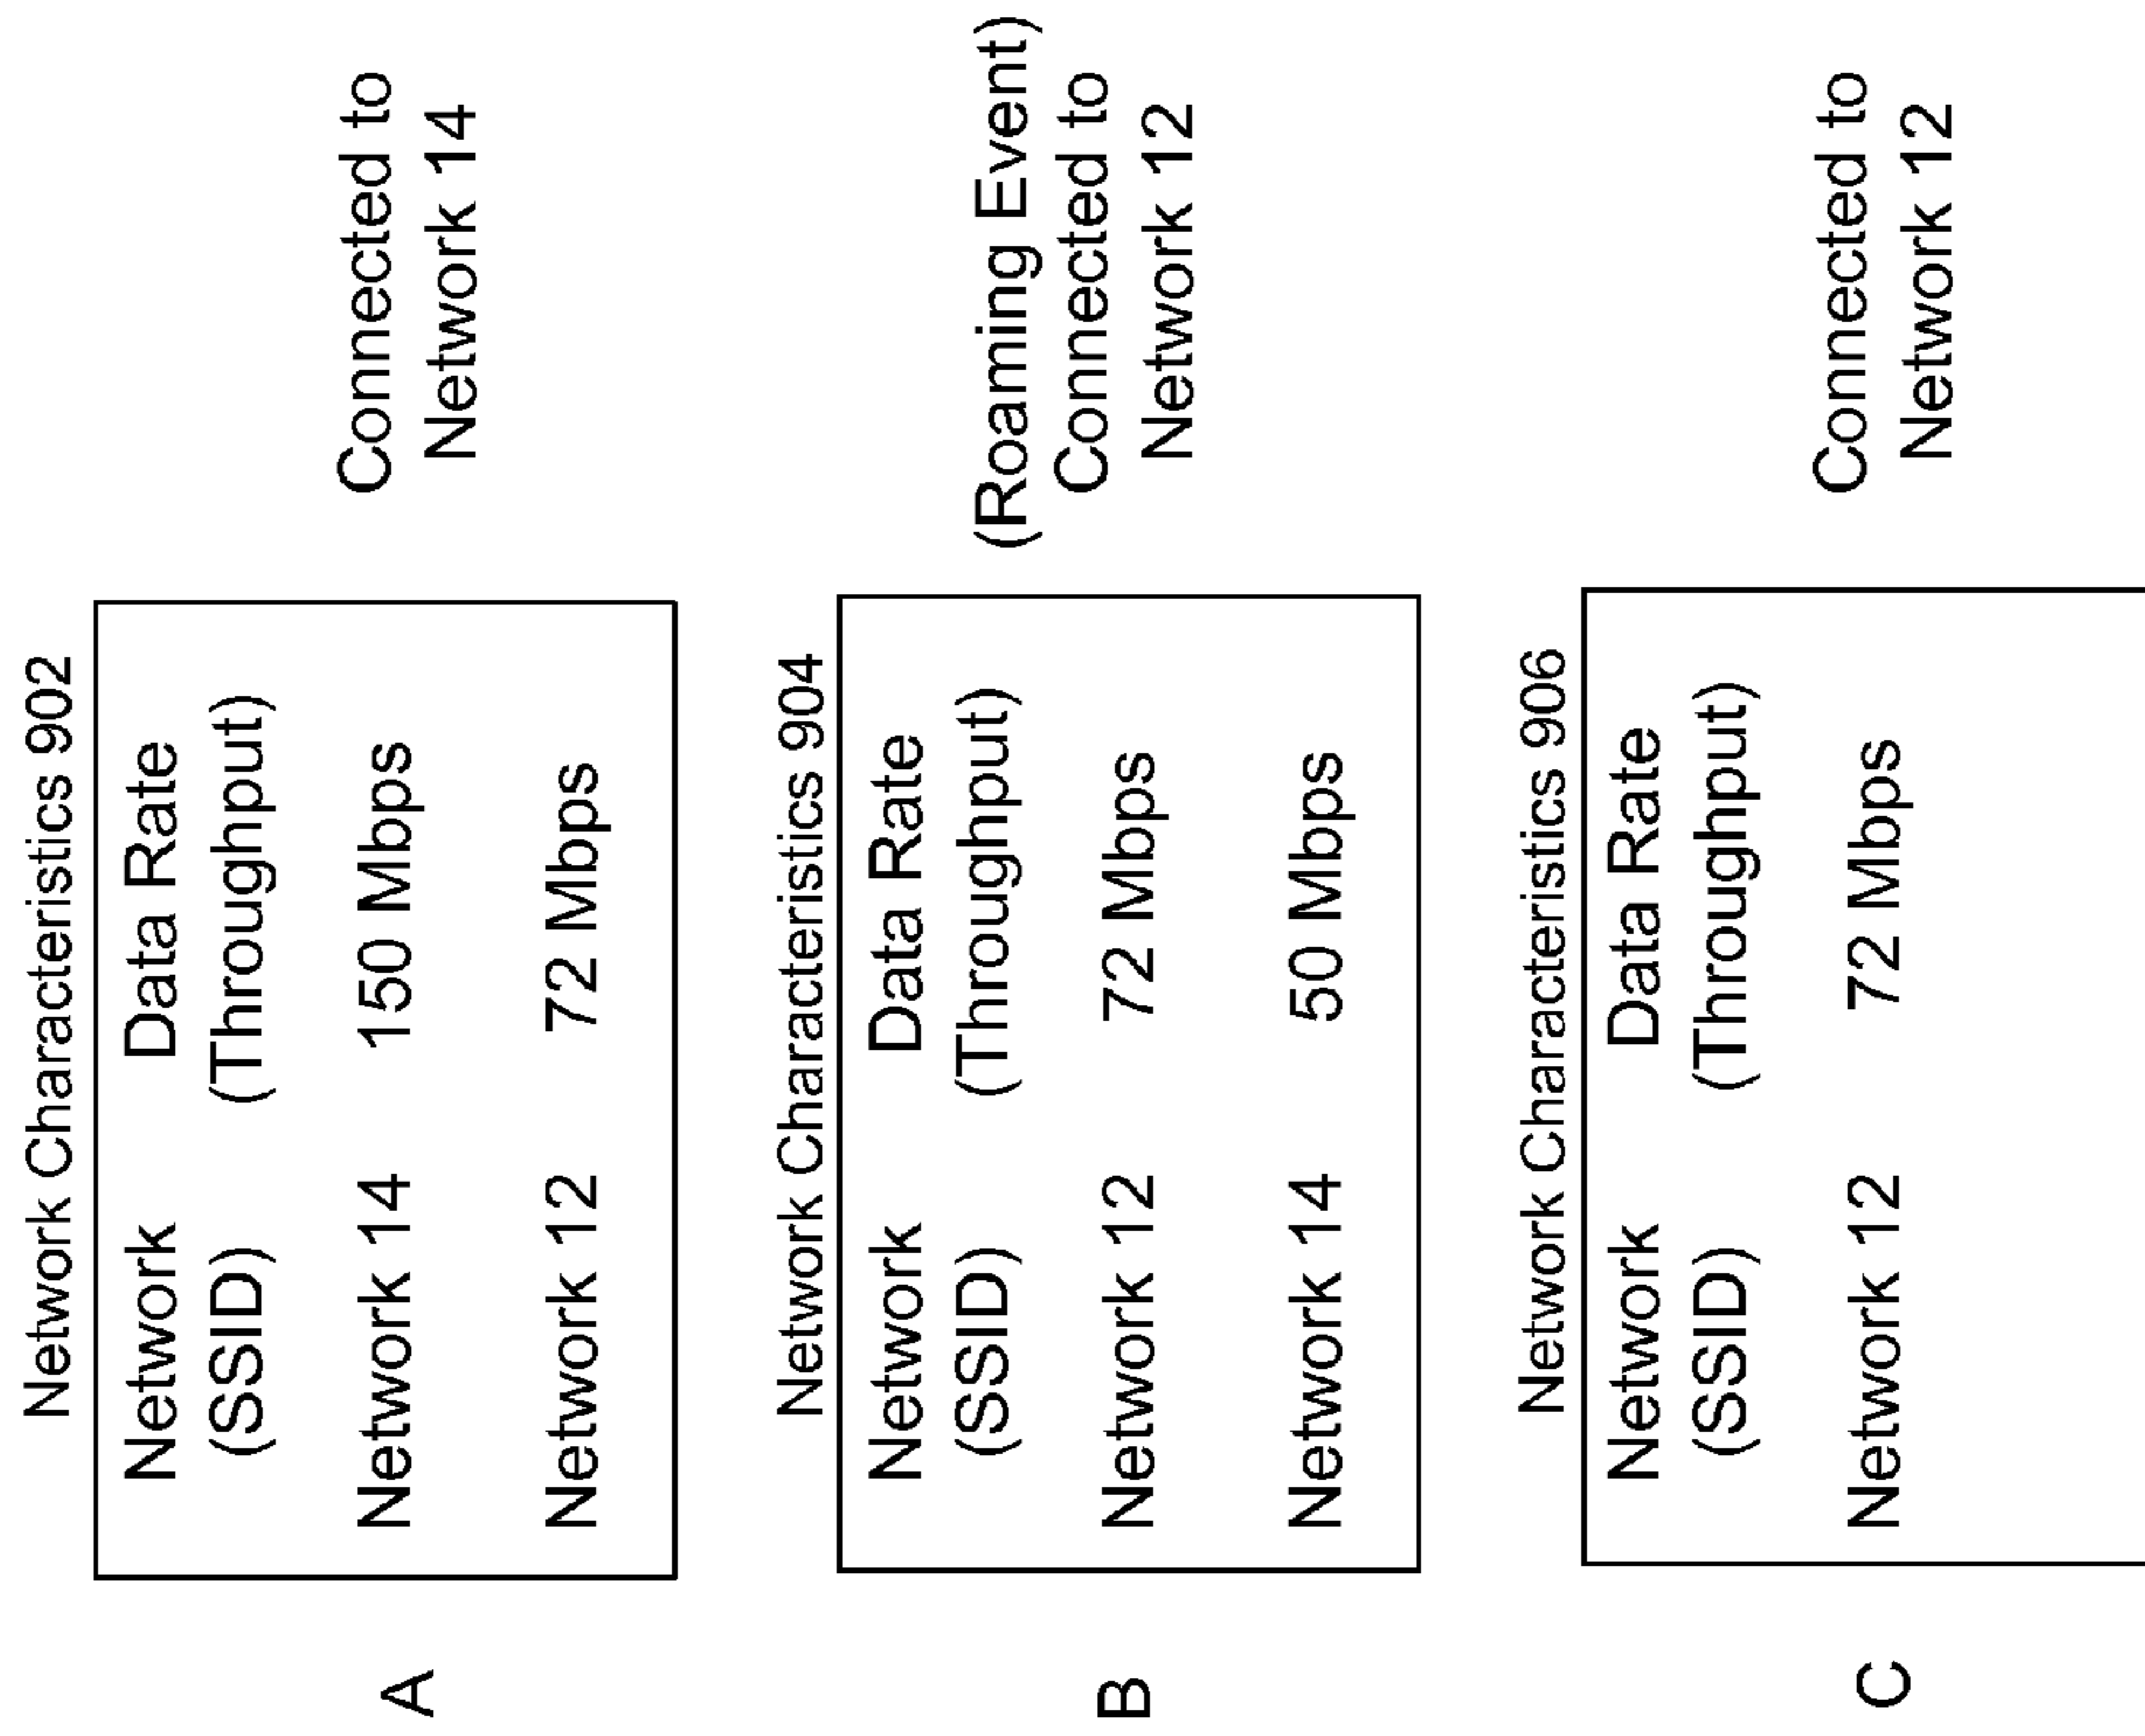 Network Characteristics 902
Network Data Rate
(SSID) (Throughput)
Network 14 150 Mbps
Network 12 72 Mbps
A
Connected to
Network 14
Network Characteristics 904
Network Data Rate
(SSID) (Throughput)
Network 12 72 Mbps
Network 14 50 Mbps
B
(Roaming Event)
Connected to
Network 12
Network Characteristics 906
Network Data Rate
(SSID) (Throughput)
Network 12 72 Mbps
C
Connected to
Network 12